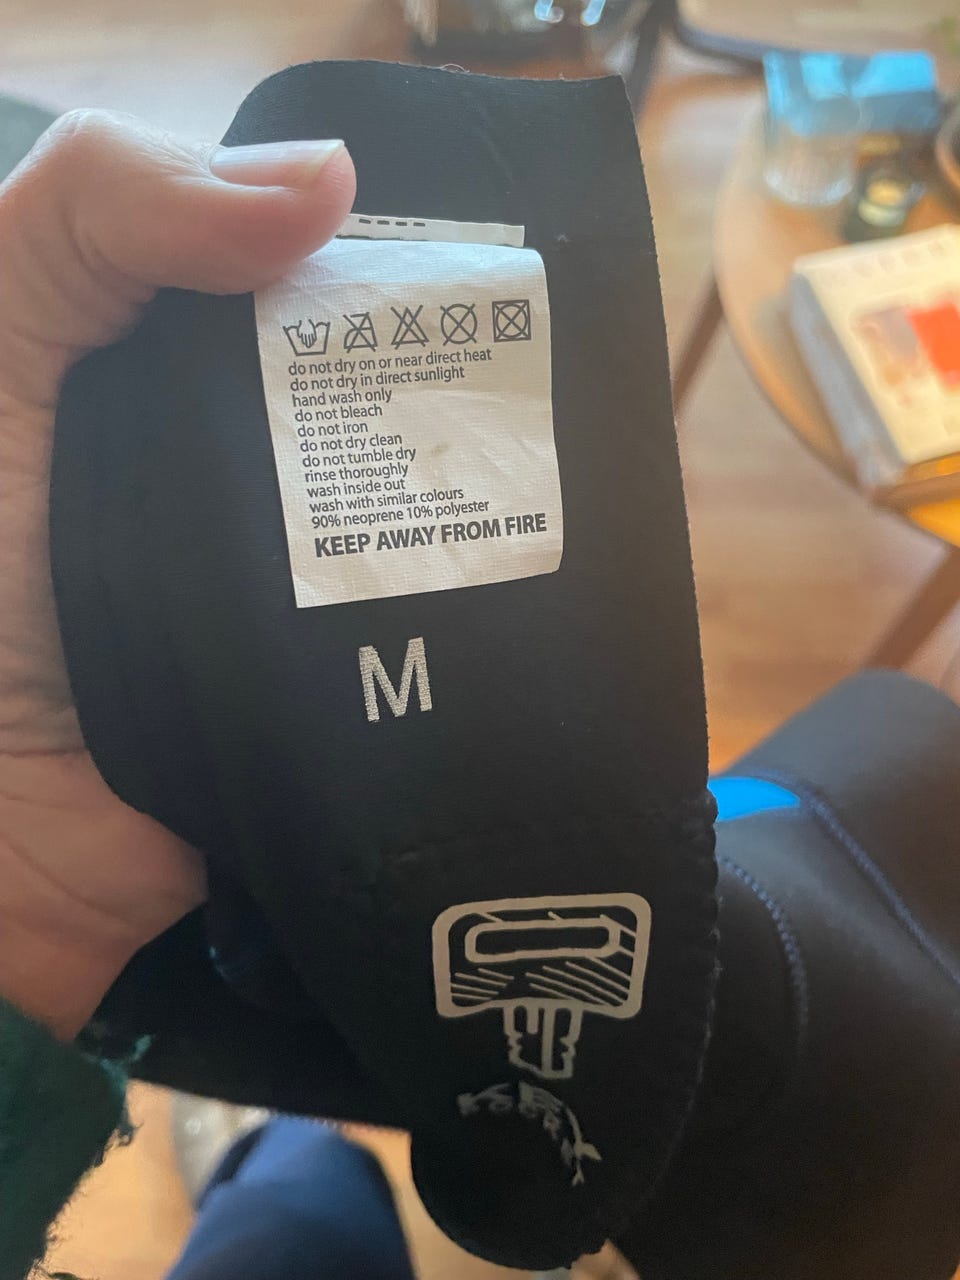 do not dry on or near direct heat
do not dry in direct sunlight
hand wash only
do not bleach
do not iron
do not dry clean
do not tumble dry
rinse thoroughly
wash inside out
wash with similar colours
90% neoprene 10% polyester
KEEP AWAY FROM FIRE
M